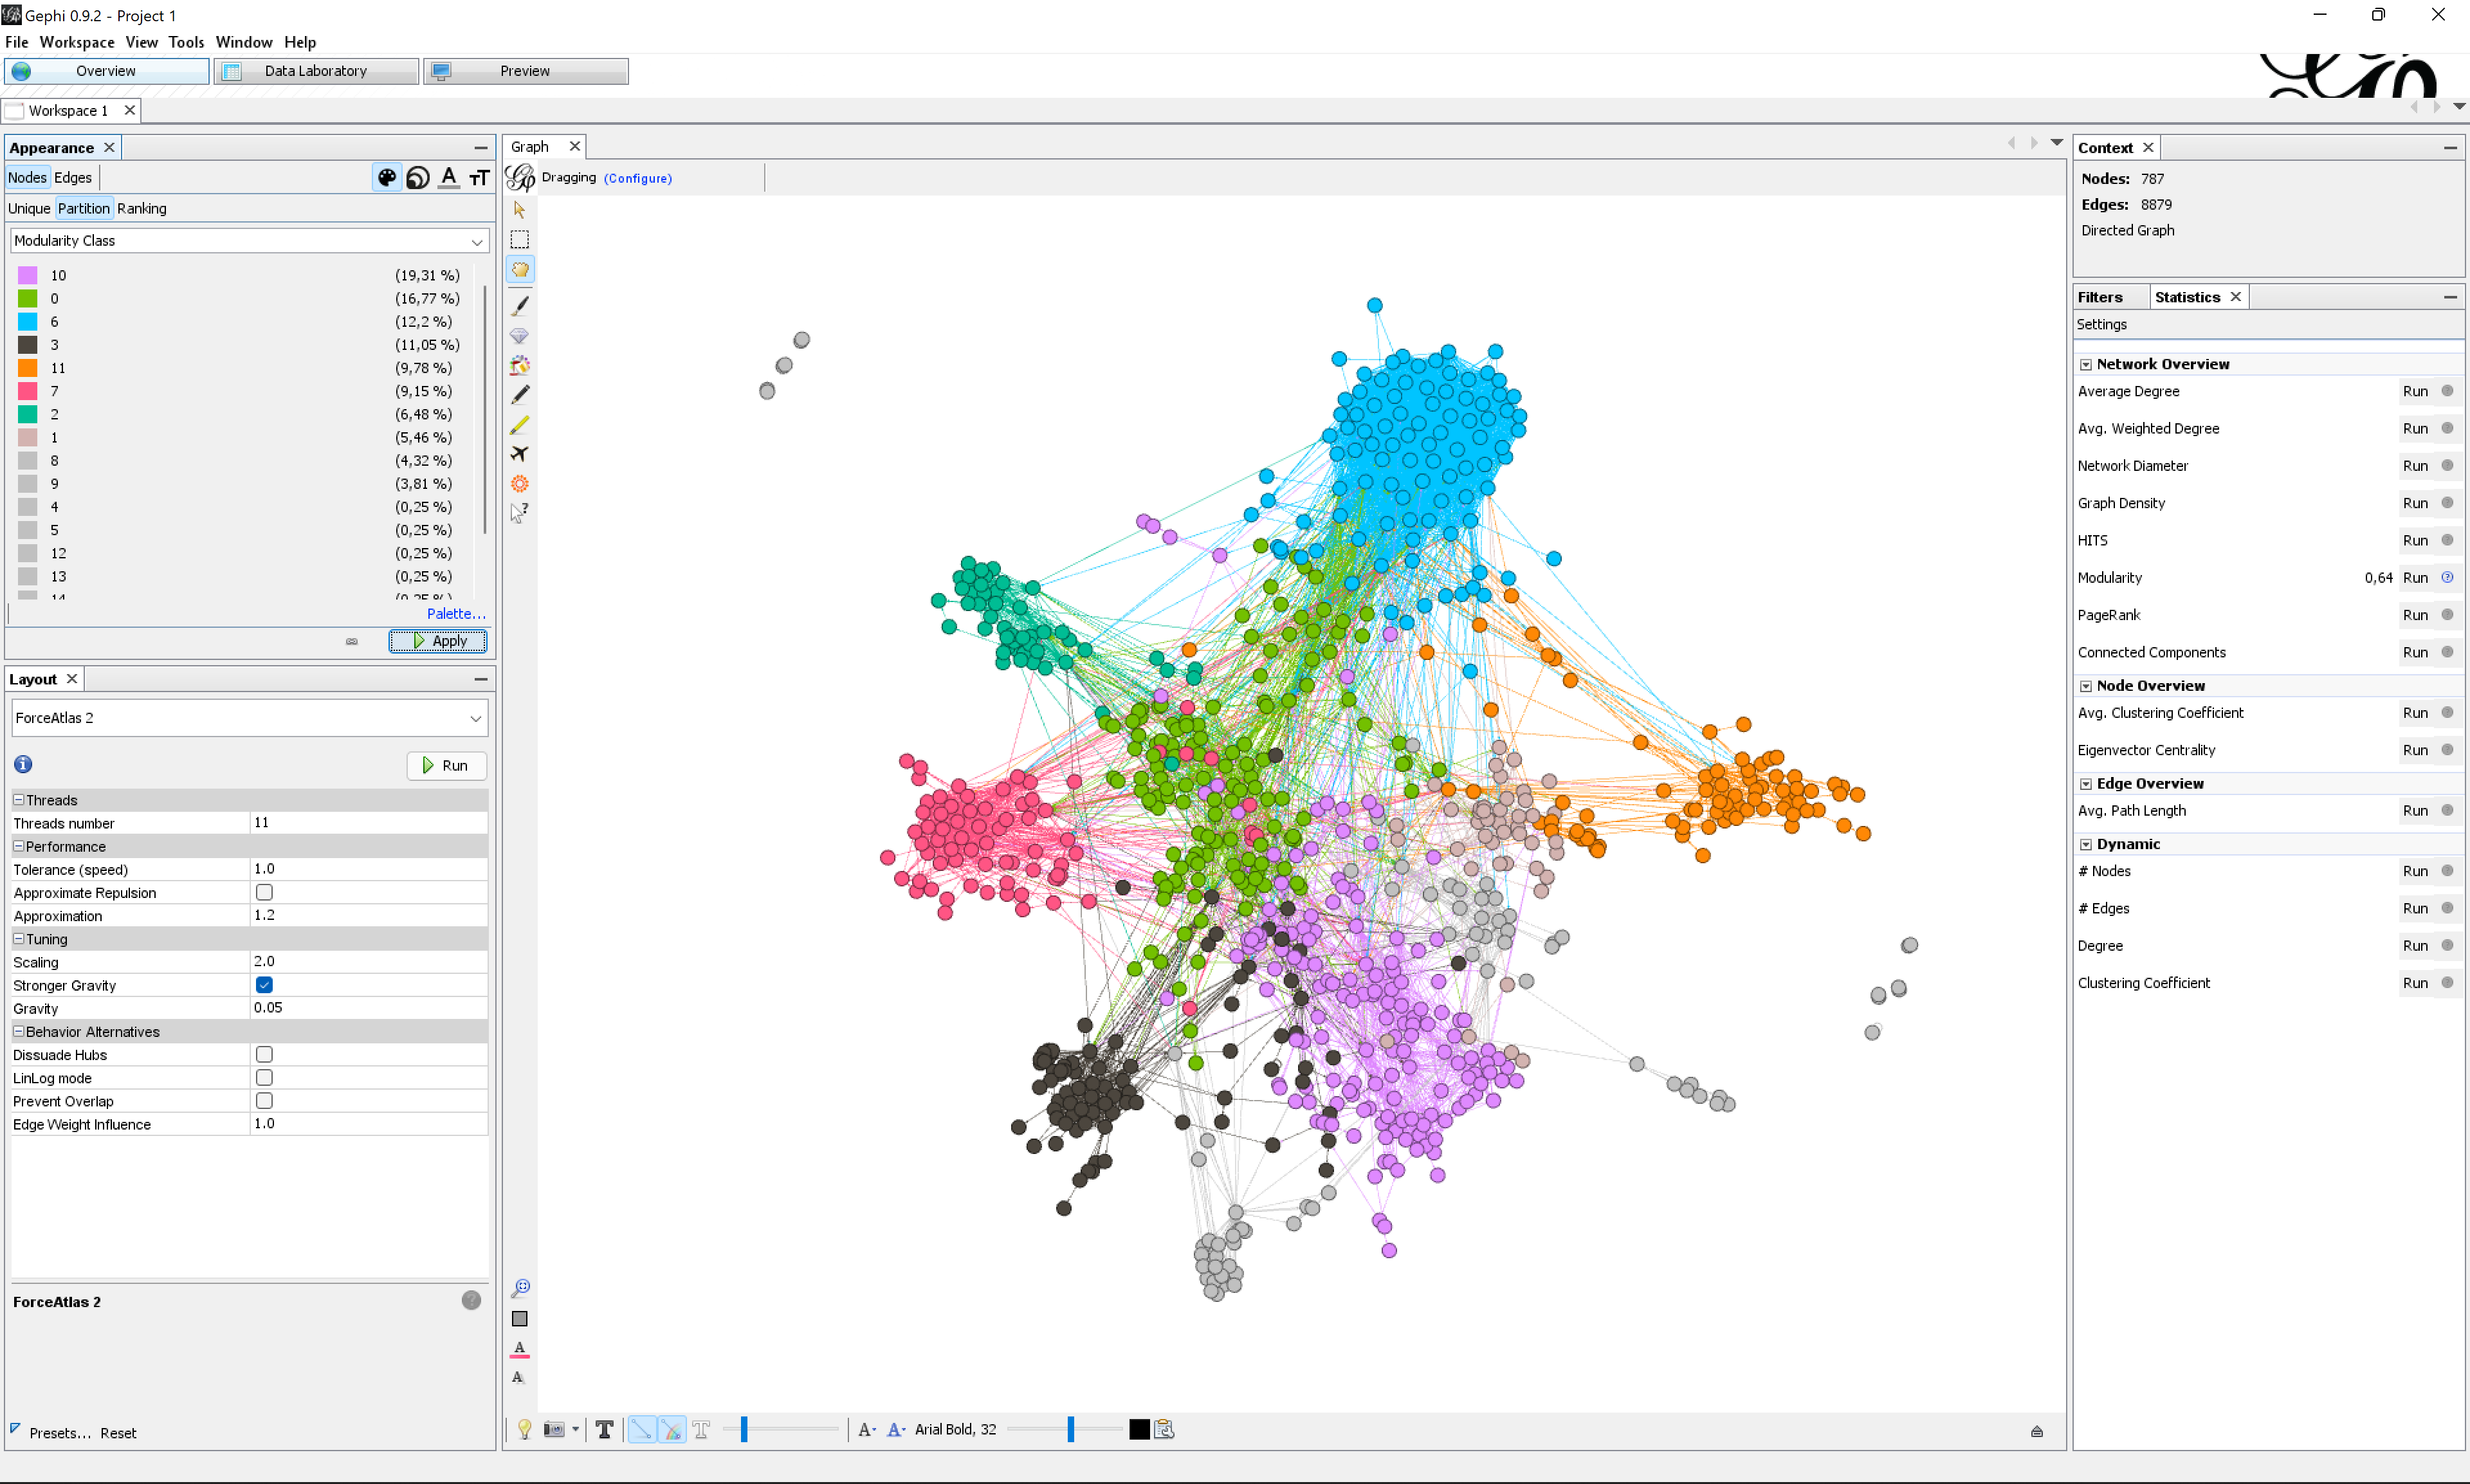 Gephi 0.9.2 - Project 1
File Workspace View Tools Window Help
Overview Data Laboratory Preview
Workspace 1
Appearance
Nodes Edges
Unique Partition Ranking
Modularity Class
10 (19,31 %)
0 (16,77 %)
6 (12,2 %)
3 (11,05 %)
11 (9,78 %)
7 (9,15 %)
2 (6,48 %)
1 (5,46 %)
8 (4,32 %)
9 (3,81 %)
4 (0,25 %)
5 (0,25 %)
12 (0,25 %)
13 (0,25 %)
14 (0,25 %)
Palette...
Apply
Layout
ForceAtlas 2
Run
Threads
Threads number 11
Performance
Tolerance (speed) 1.0
Approximate Repulsion
Approximation 1.2
Tuning
Scaling 2.0
Stronger Gravity
Gravity 0.05
Behavior Alternatives
Dissuade Hubs
LinLog mode
Prevent Overlap
Edge Weight Influence 1.0
ForceAtlas 2
Presets... Reset
Graph
Dragging (Configure)
Arial Bold, 32
Context
Nodes: 787
Edges: 8879
Directed Graph
Filters Statistics
Settings
Network Overview
Average Degree Run
Avg. Weighted Degree Run
Network Diameter Run
Graph Density Run
HITS Run
Modularity 0,64 Run
PageRank Run
Connected Components Run
Node Overview
Avg. Clustering Coefficient Run
Eigenvector Centrality Run
Edge Overview
Avg. Path Length Run
Dynamic
# Nodes Run
# Edges Run
Degree Run
Clustering Coefficient Run